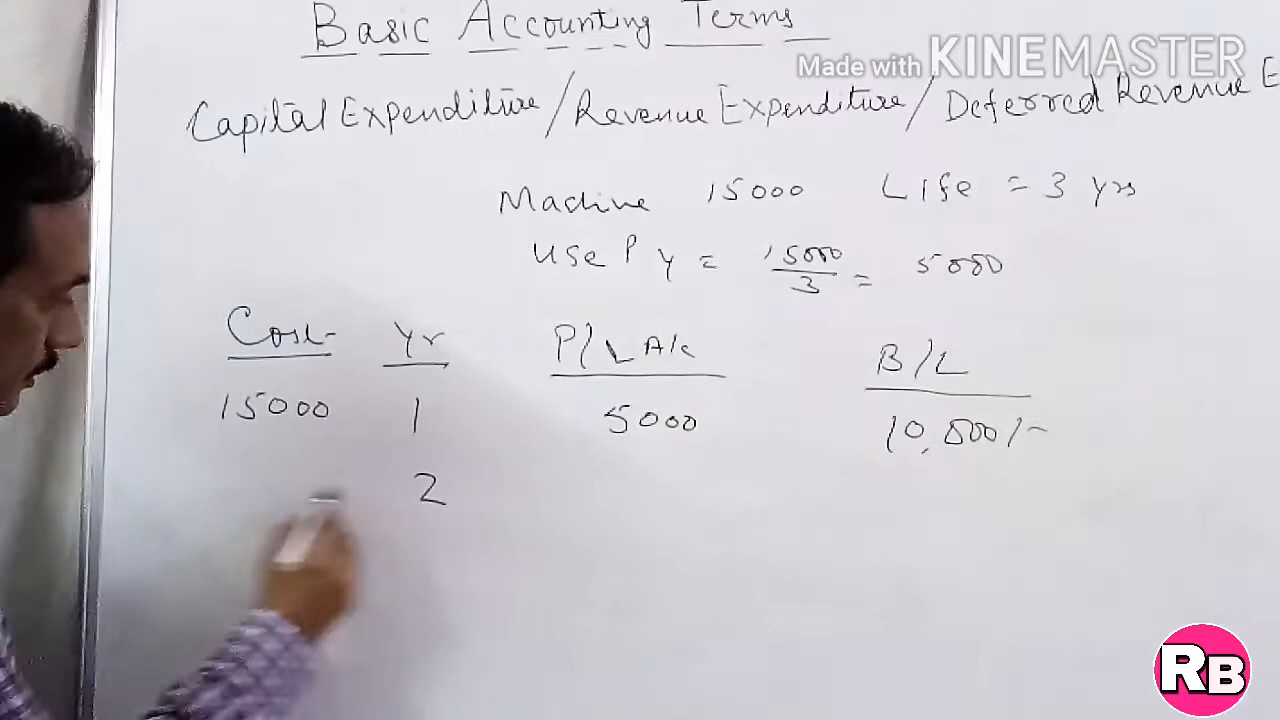 Basic Accounting Terms
Made with KINEMASTER
Capital Expenditure / Revenue Expenditure / Deferred Revenue E
Machine 15000 Life = 3 yrs
Use P y = 15000/3 = 5000
Cost Yr P/L A/c B/L
15000 1 5000 10,000/-
2
RB